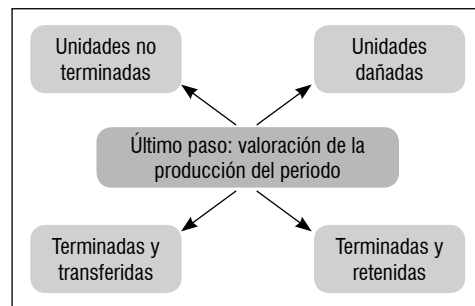 Unidades no
terminadas
Unidades
dañadas
Último paso: valoración de la
producción del periodo
Terminadas y
transferidas
Terminadas y
retenidas